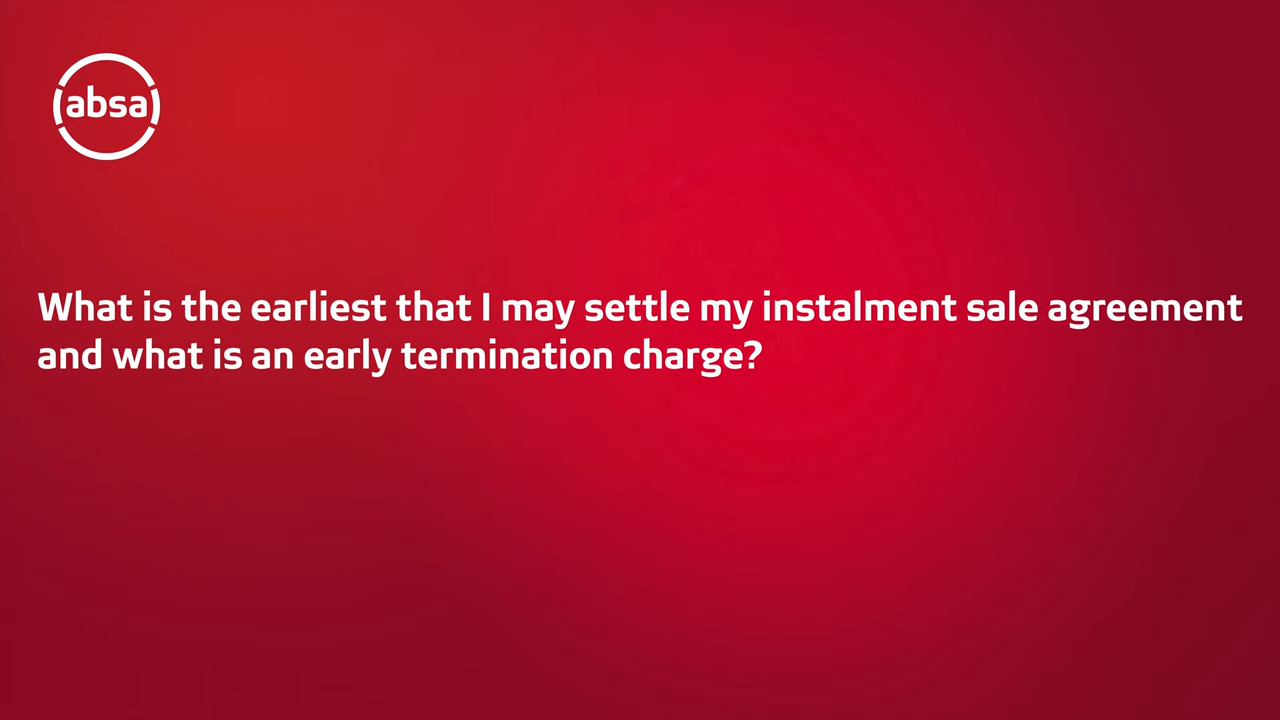 absa
What is the earliest that I may settle my instalment sale agreement
and what is an early termination charge?